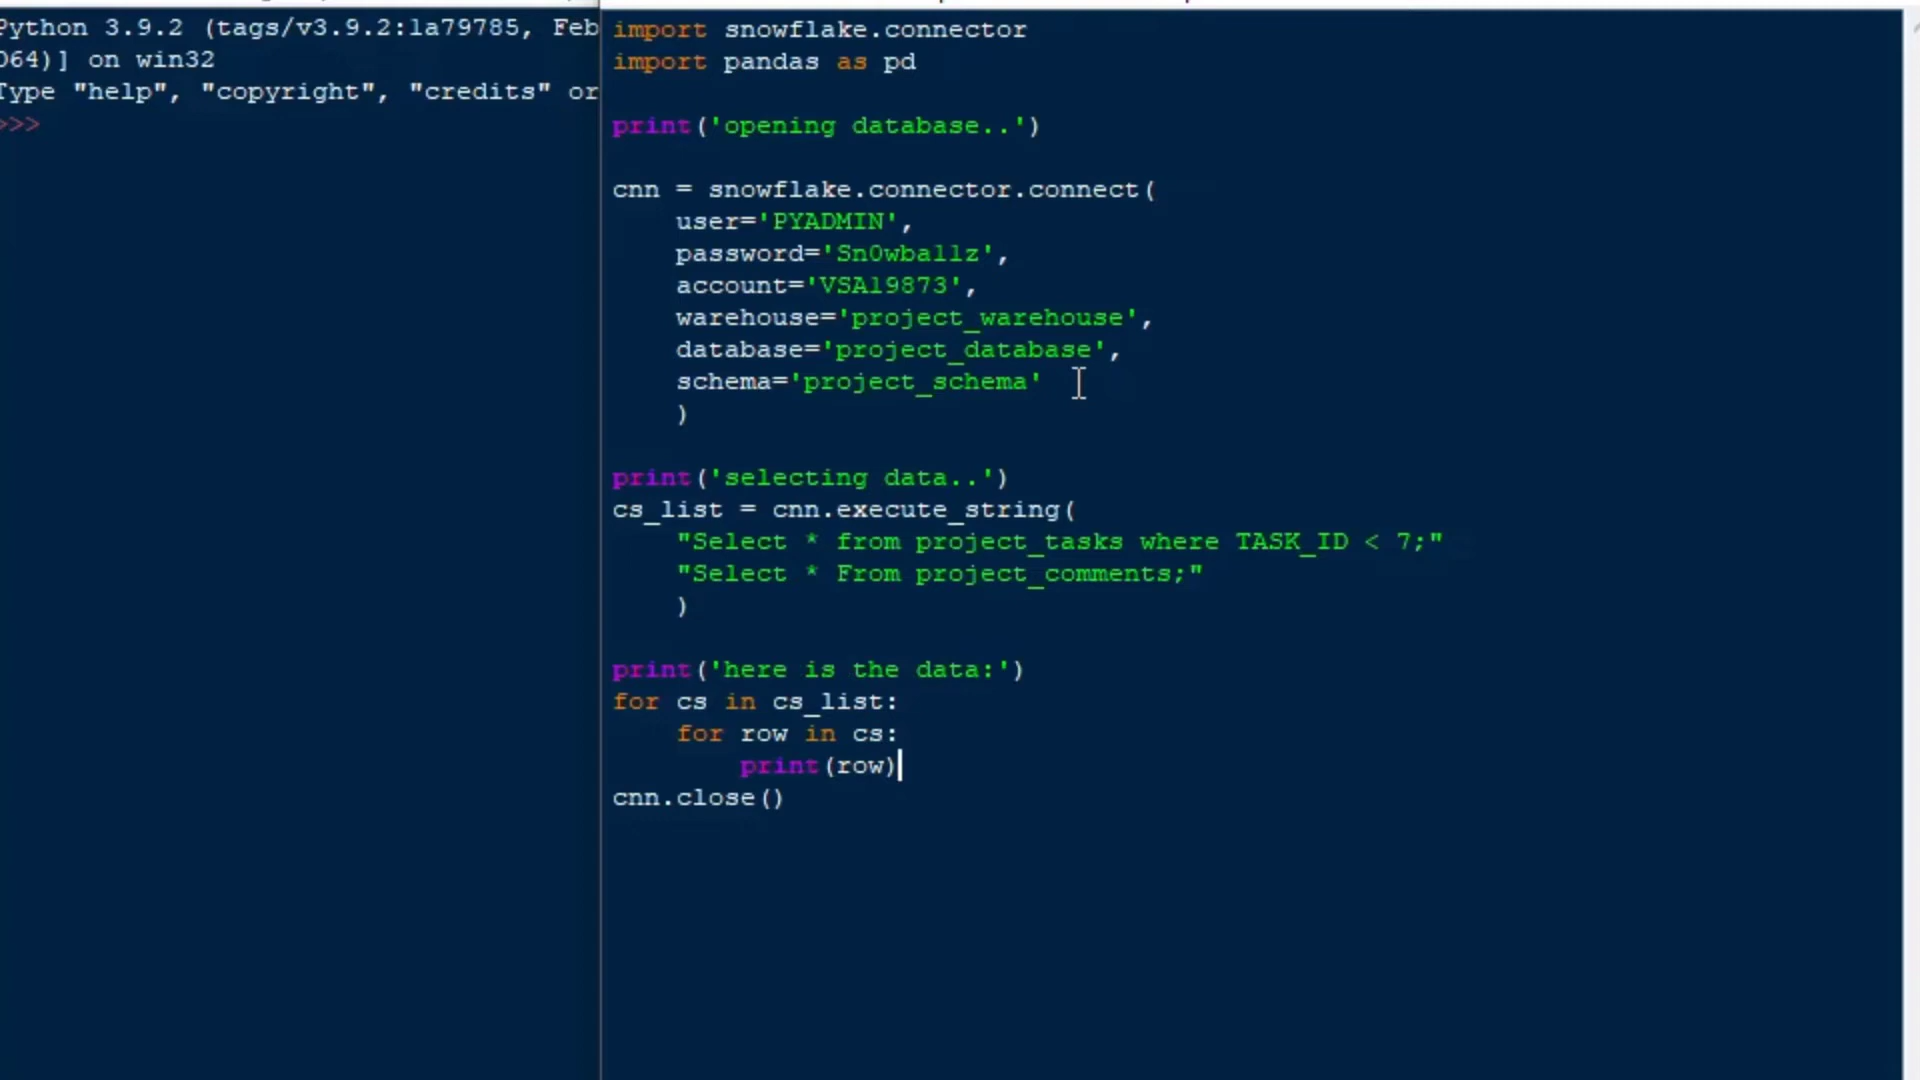 Python 3.9.2 (tags/v3.9.2:1a79785, Feb
064)] on win32
Type "help", "copyright", "credits" or
>>>
import snowflake.connector
import pandas as pd
print('opening database..')
cnn = snowflake.connector.connect(
    user='PYADMIN',
    password='Sn0wballz',
    account='VSA19873',
    warehouse='project_warehouse',
    database='project_database',
    schema='project_schema'
    )
print('selecting data..')
cs_list = cnn.execute_string(
    "Select * from project_tasks where TASK_ID < 7;"
    "Select * From project_comments;"
    )
print('here is the data:')
for cs in cs_list:
    for row in cs:
        print(row)
cnn.close()